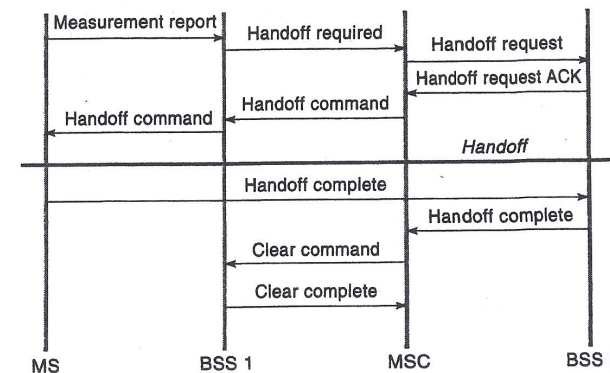 Measurement report
Handoff required
Handoff request
Handoff request ACK
Handoff command
Handoff command
Handoff
Handoff complete
Handoff complete
Clear command
Clear complete
MS
BSS 1
MSC
BSS